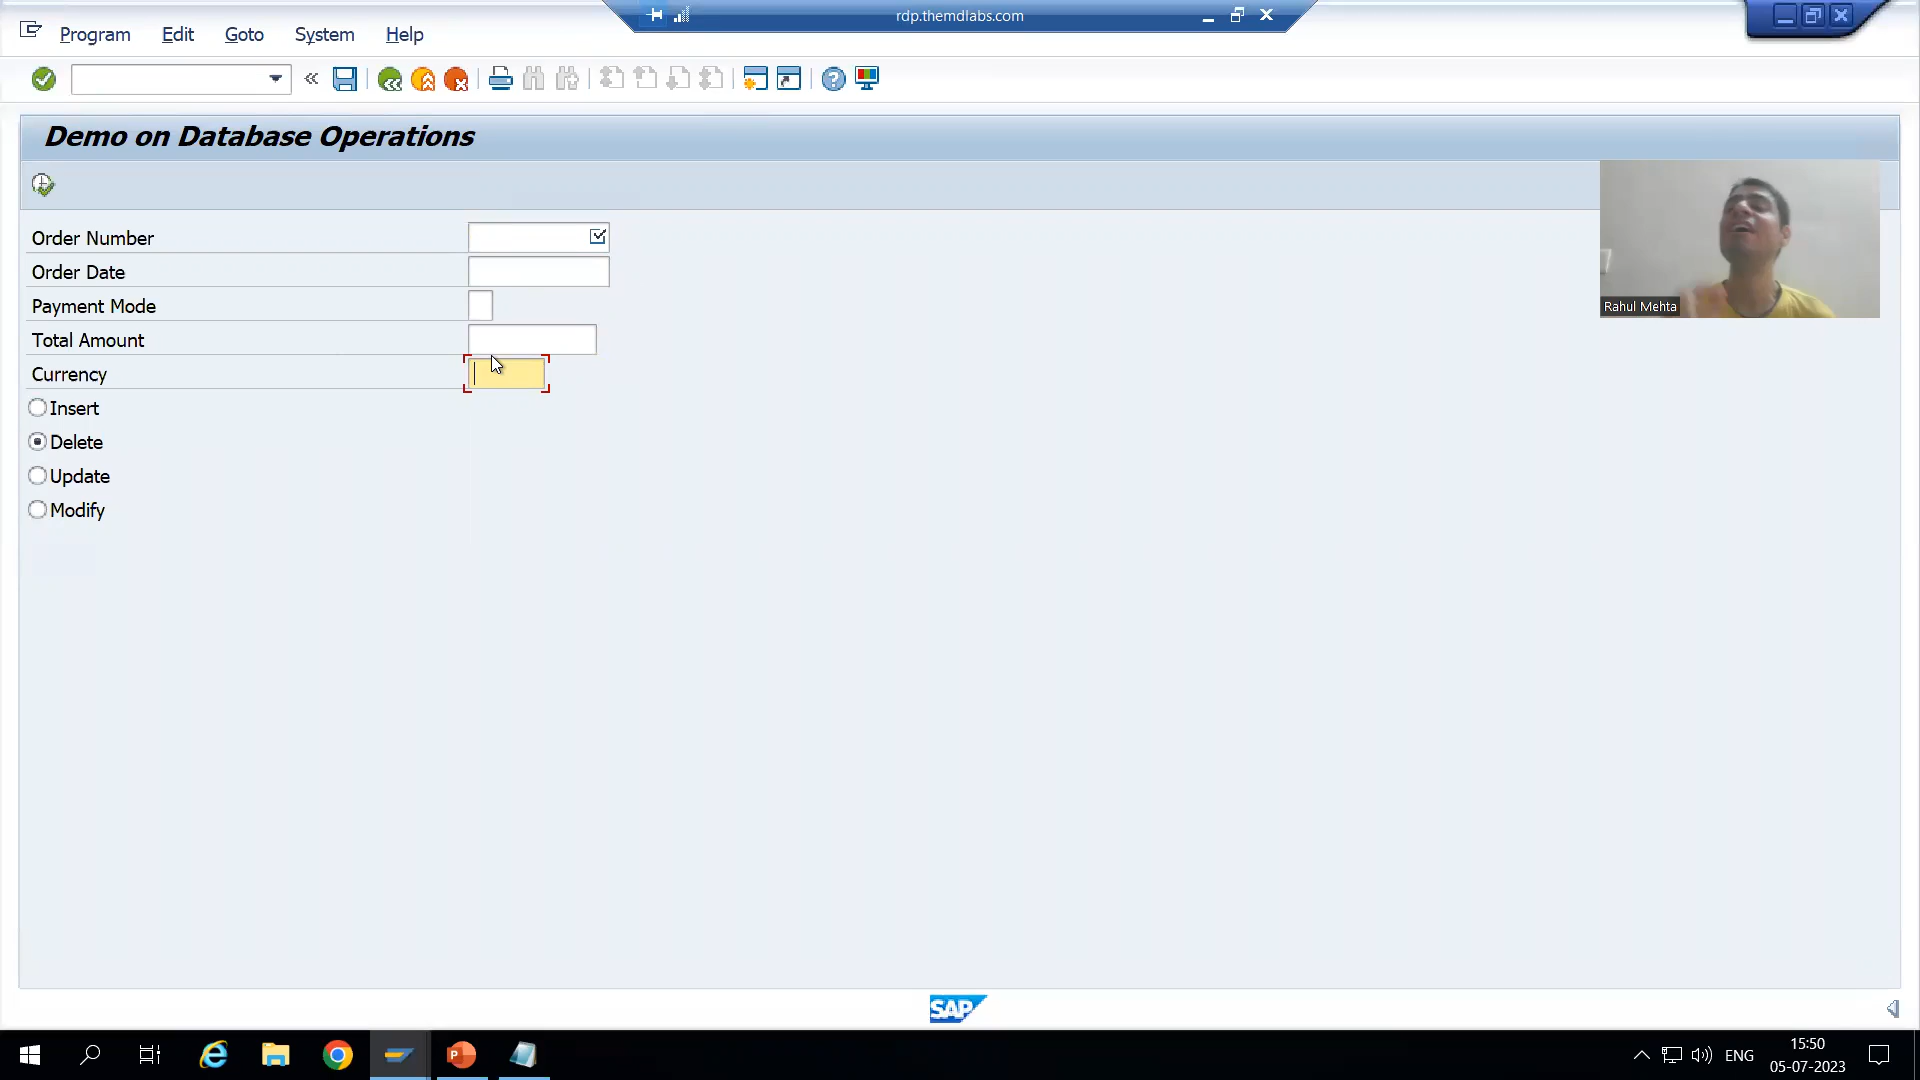 rdp.themdlabs.com
Program Edit Goto System Help
Demo on Database Operations
Order Number
Order Date
Payment Mode
Total Amount
Currency
Insert
Delete
Update
Modify
Rahul Mehta
SAP
ENG
15:50
05-07-2023